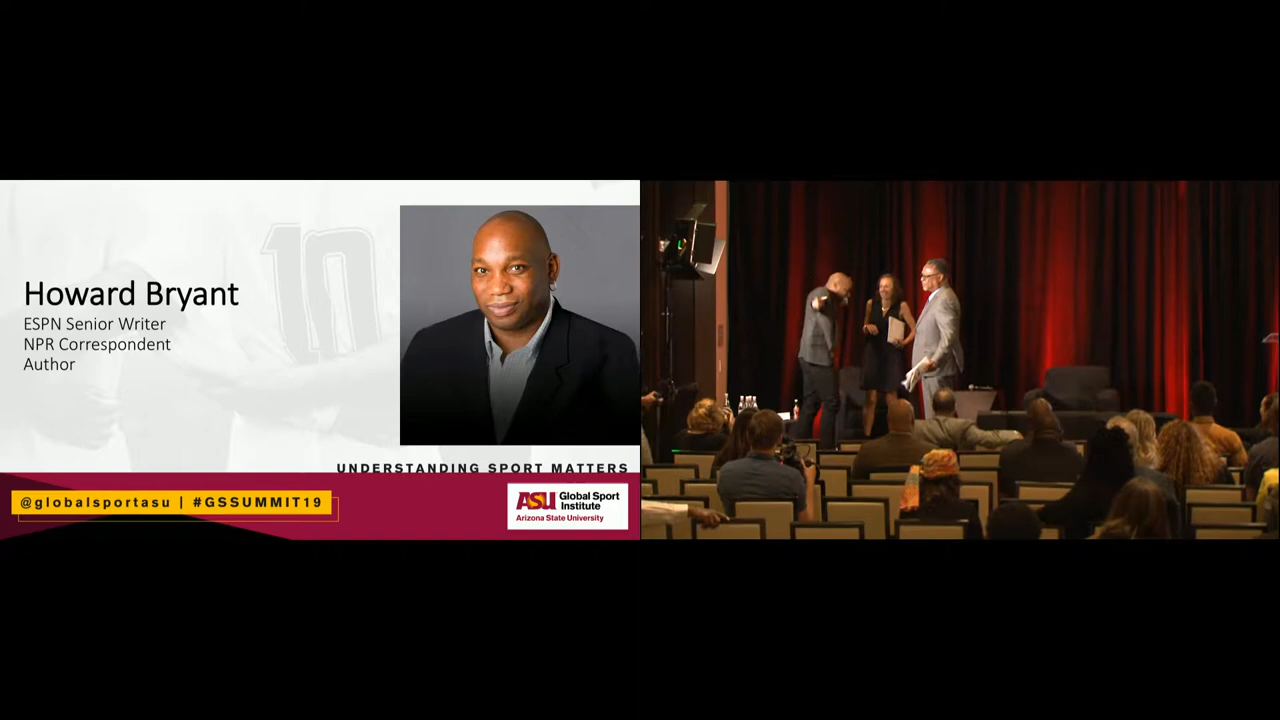 Howard Bryant
ESPN Senior Writer
NPR Correspondent
Author
UNDERSTANDING SPORT MATTERS
@globalsportasu | #GSSUMMIT19
ASU Global Sport
Institute
Arizona State University
10